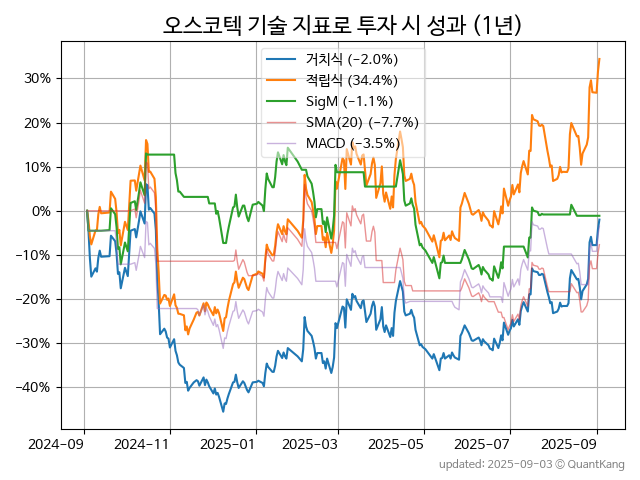 오스코텍 기술 지표로 투자 시 성과 (1년)
거치식 (−2.0%)
적립식 (34.4%)
SigM (−1.1%)
SMA(20) (−7.7%)
MACD (−3.5%)
30%
20%
10%
0%
−10%
−20%
−30%
−40%
2024-09
2024-11
2025-01
2025-03
2025-05
2025-07
2025-09
updated: 2025-09-03 © QuantKang